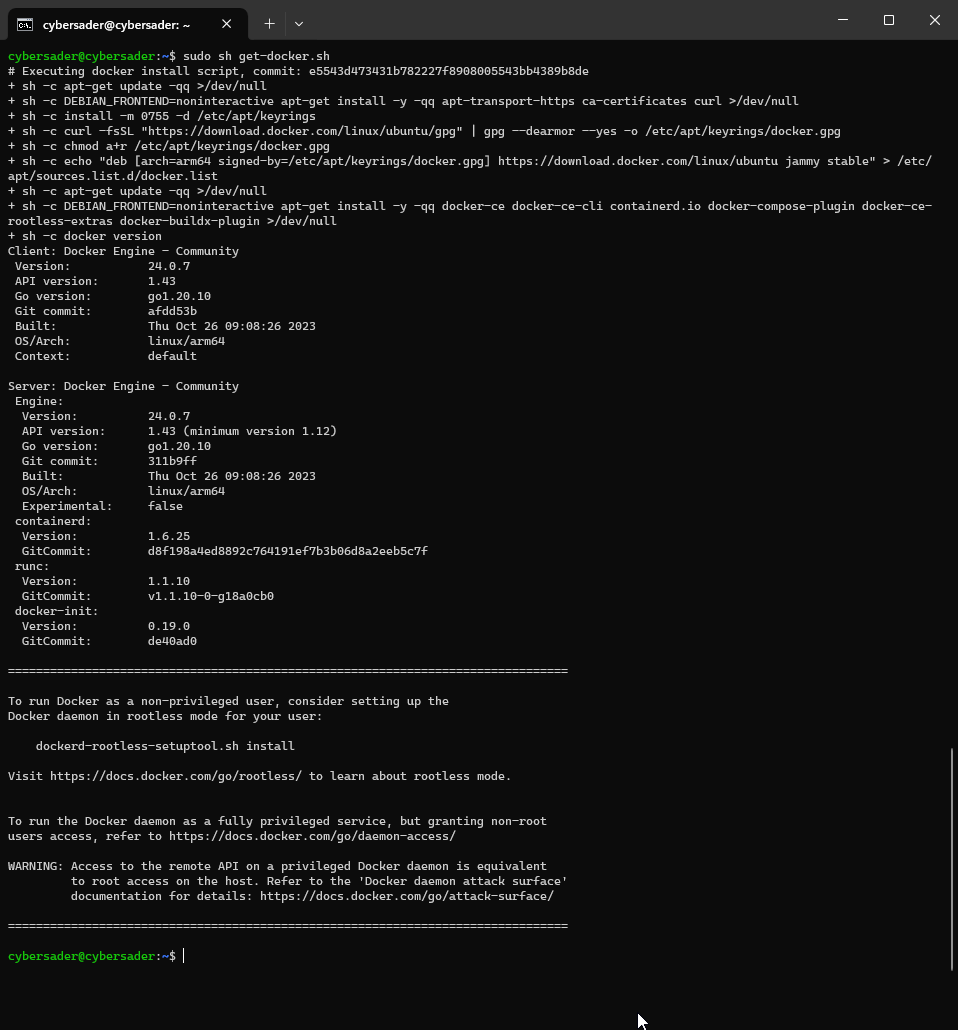 cybersader@cybersader: ~
cybersader@cybersader:~$ sudo sh get-docker.sh
# Executing docker install script, commit: e5543d473431b782227f8908005543bb4389b8de
+ sh -c apt-get update -qq >/dev/null
+ sh -c DEBIAN_FRONTEND=noninteractive apt-get install -y -qq apt-transport-https ca-certificates curl >/dev/null
+ sh -c install -m 0755 -d /etc/apt/keyrings
+ sh -c curl -fsSL "https://download.docker.com/linux/ubuntu/gpg" | gpg --dearmor --yes -o /etc/apt/keyrings/docker.gpg
+ sh -c chmod a+r /etc/apt/keyrings/docker.gpg
+ sh -c echo "deb [arch=arm64 signed-by=/etc/apt/keyrings/docker.gpg] https://download.docker.com/linux/ubuntu jammy stable" > /etc/
apt/sources.list.d/docker.list
+ sh -c apt-get update -qq >/dev/null
+ sh -c DEBIAN_FRONTEND=noninteractive apt-get install -y -qq docker-ce docker-ce-cli containerd.io docker-compose-plugin docker-ce-
rootless-extras docker-buildx-plugin >/dev/null
+ sh -c docker version
Client: Docker Engine - Community
 Version:           24.0.7
 API version:       1.43
 Go version:        go1.20.10
 Git commit:        afdd53b
 Built:             Thu Oct 26 09:08:26 2023
 OS/Arch:           linux/arm64
 Context:           default

Server: Docker Engine - Community
 Engine:
  Version:          24.0.7
  API version:      1.43 (minimum version 1.12)
  Go version:       go1.20.10
  Git commit:       311b9ff
  Built:            Thu Oct 26 09:08:26 2023
  OS/Arch:          linux/arm64
  Experimental:     false
 containerd:
  Version:          1.6.25
  GitCommit:        d8f198a4ed8892c764191ef7b3b06d8a2eeb5c7f
 runc:
  Version:          1.1.10
  GitCommit:        v1.1.10-0-g18a0cb0
 docker-init:
  Version:          0.19.0
  GitCommit:        de40ad0

================================================================================

To run Docker as a non-privileged user, consider setting up the
Docker daemon in rootless mode for your user:

    dockerd-rootless-setuptool.sh install

Visit https://docs.docker.com/go/rootless/ to learn about rootless mode.


To run the Docker daemon as a fully privileged service, but granting non-root
users access, refer to https://docs.docker.com/go/daemon-access/

WARNING: Access to the remote API on a privileged Docker daemon is equivalent
         to root access on the host. Refer to the 'Docker daemon attack surface'
         documentation for details: https://docs.docker.com/go/attack-surface/

================================================================================

cybersader@cybersader:~$